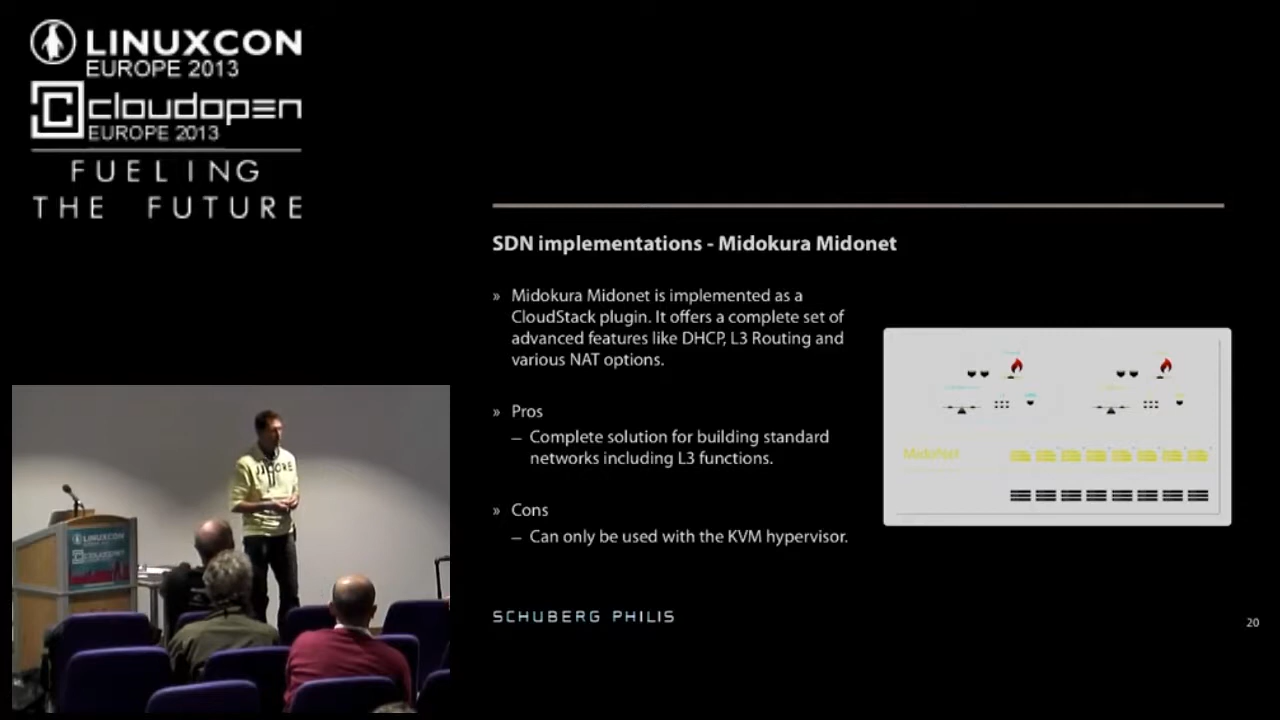 LINUXCON
EUROPE 2013
cloudopen
EUROPE 2013
FUELING
THE FUTURE
SDN implementations - Midokura Midonet
» Midokura Midonet is implemented as a
CloudStack plugin. It offers a complete set of
advanced features like DHCP, L3 Routing and
various NAT options.
» Pros
– Complete solution for building standard
networks including L3 functions.
» Cons
– Can only be used with the KVM hypervisor.
MidoNet
SCHUBERG PHILIS
20
LINUXCON
cloudopen